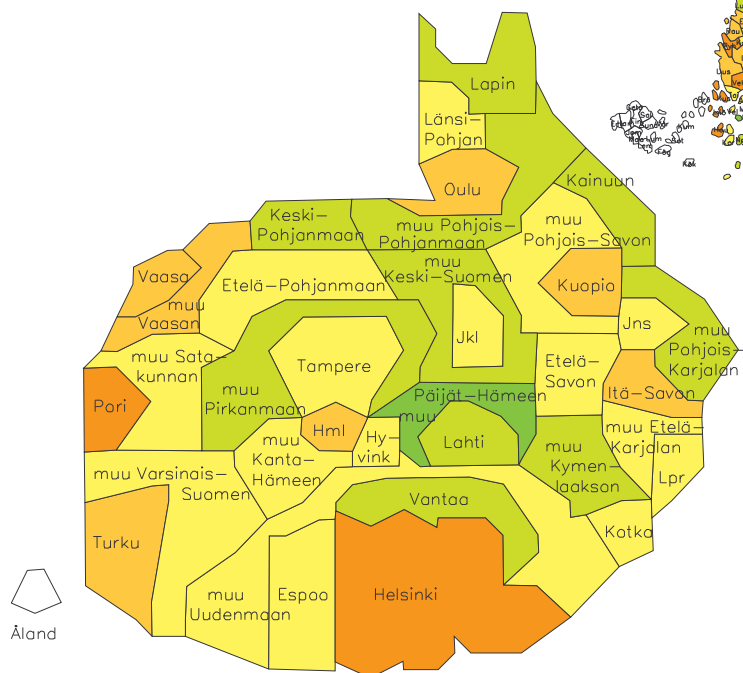 Lapin
Länsi-
Pohjan
Oulu
Kainuun
Keski-
Pohjanmaan
muu Pohjois-
Pohjanmaan
muu
Pohjois-Savon
muu
Keski-Suomen
Kuopio
Vaasa
muu
Vaasan
Etelä-Pohjanmaan
Jkl
Jns
muu
Pohjois-
Karjalan
muu Sata-
kunnan
Tampere
Etelä-
Savon
Itä-Savon
Pori
muu
Pirkanmaan
Päijät-Hämeen
muu
Hml
Hy-
vink
Lahti
muu Etelä-
Karjalan
muu
Kanta-
Hämeen
muu
Kymen-
laakson
Lpr
muu Varsinais-
Suomen
Vantaa
Turku
Kotka
muu
Uudenmaan
Espoo
Helsinki
Åland